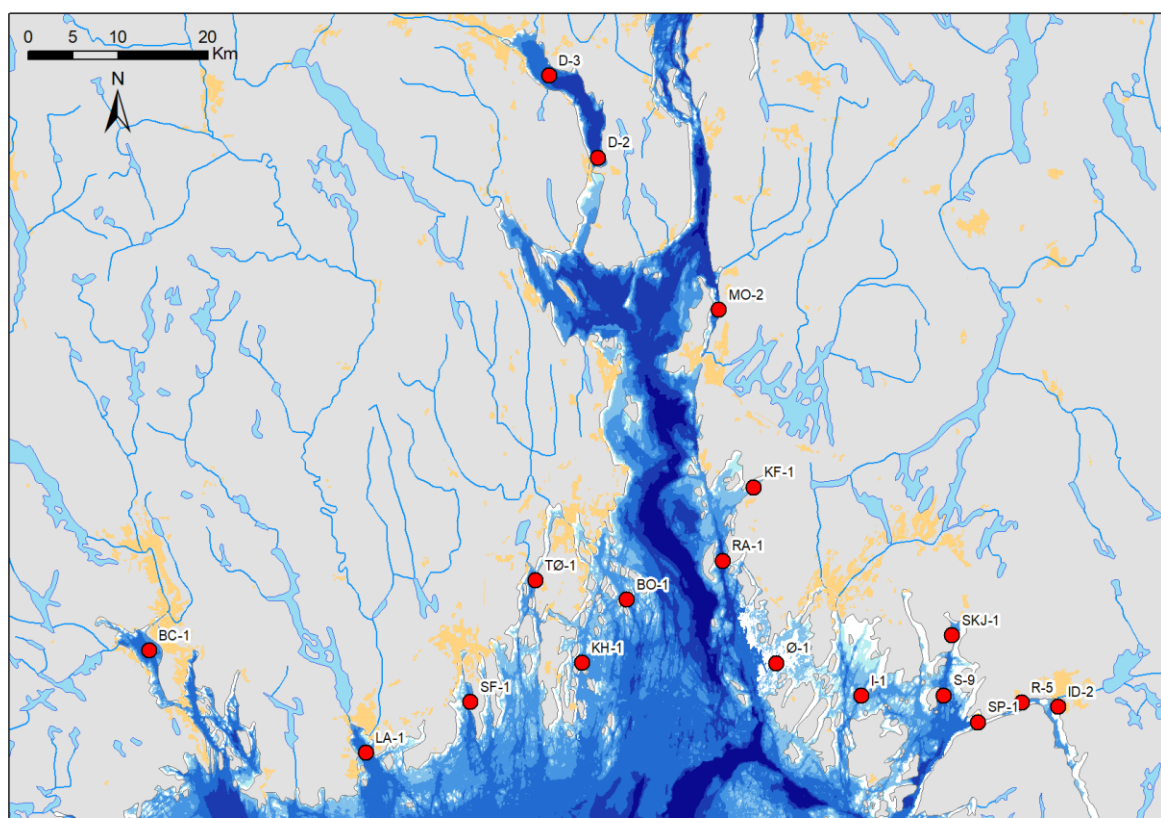 0 5 10 20
Km
N
D-3
D-2
MO-2
KF-1
RA-1
TØ-1
BO-1
SKJ-1
BC-1
KH-1
Ø-1
I-1
S-9
R-5
ID-2
SF-1
SP-1
LA-1